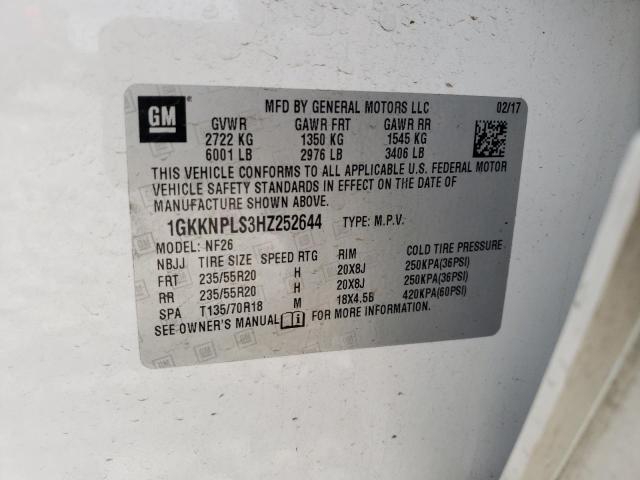 GM ® MFD BY GENERAL MOTORS LLC 02/17
GVWR GAWR FRT GAWR RR
2722 KG 1350 KG 1545 KG
6001 LB 2976 LB 3406 LB
THIS VEHICLE CONFORMS TO ALL APPLICABLE U.S. FEDERAL MOTOR
VEHICLE SAFETY STANDARDS IN EFFECT ON THE DATE OF
MANUFACTURE SHOWN ABOVE.
1GKKNPLS3HZ252644 TYPE: M.P.V.
MODEL: NF26
NBJJ TIRE SIZE SPEED RTG RIM COLD TIRE PRESSURE
FRT 235/55R20 H 20X8J 250KPA(36PSI)
RR 235/55R20 H 20X8J 250KPA(36PSI)
SPA T135/70R18 M 18X4.5B 420KPA(60PSI)
SEE OWNER'S MANUAL FOR MORE INFORMATION.